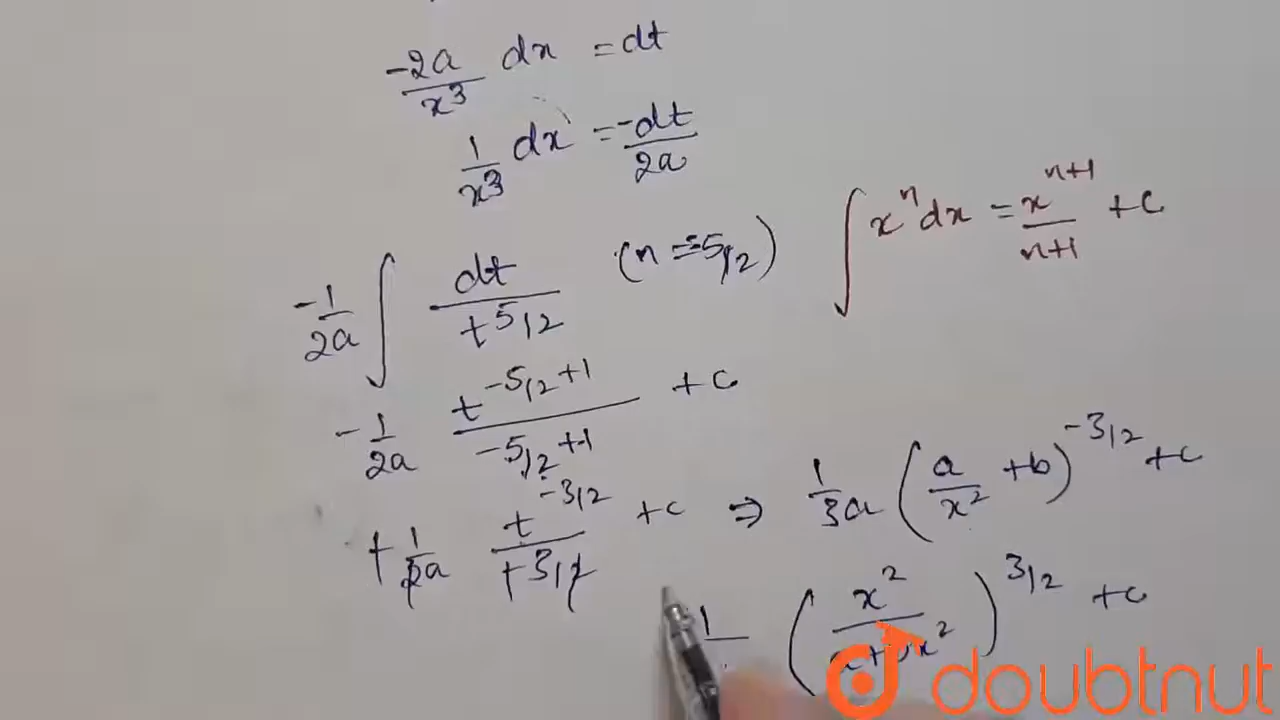 -2a/x³ dx = dt
1/x³ dx = -dt/2a
∫ xⁿ dx = xⁿ⁺¹/n+1 + c
-1/2a ∫ dt/t^5/2 (n = -5/2)
-1/2a t^-5/2+1/-5/2+1 + c
+1/2a t^-3/2/+3/2 + c ⇒ 1/3a (a/x² + b)^-3/2 + c
1/ (x²/a+bx²)^3/2 + c
doubtnut